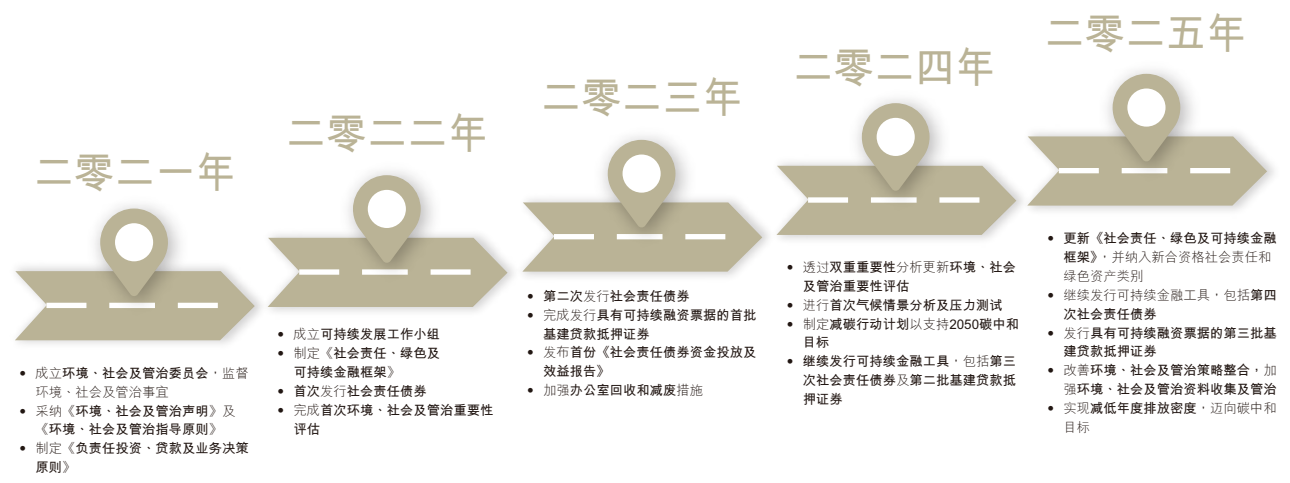 二零二一年
• 成立环境、社会及管治委员会，监督
环境、社会及管治事宜
• 采纳《环境、社会及管治声明》及
《环境、社会及管治指导原则》
• 制定《负责任投资、贷款及业务决策
原则》
二零二二年
• 成立可持续发展工作小组
• 制定《社会责任、绿色及
可持续金融框架》
• 首次发行社会责任债券
• 完成首次环境、社会及管治重要性
评估
二零二三年
• 第二次发行社会责任债券
• 完成发行具有可持续融资票据的首批
基建贷款抵押证券
• 发布首份《社会责任债券资金投放及
效益报告》
• 加强办公室回收和减废措施
二零二四年
• 透过双重重要性分析更新环境、社会
及管治重要性评估
• 进行首次气候情景分析及压力测试
• 制定减碳行动计划以支持2050碳中和
目标
• 继续发行可持续金融工具，包括第三
次社会责任债券及第二批基建贷款抵
押证券
二零二五年
• 更新《社会责任、绿色及可持续金融
框架》，并纳入新合资格社会责任和
绿色资产类别
• 继续发行可持续金融工具，包括第四
次社会责任债券
• 发行具有可持续融资票据的第三批基
建贷款抵押证券
• 改善环境、社会及管治策略整合，加
强环境、社会及管治资料收集及管治
• 实现减低年度排放密度，迈向碳中和
目标